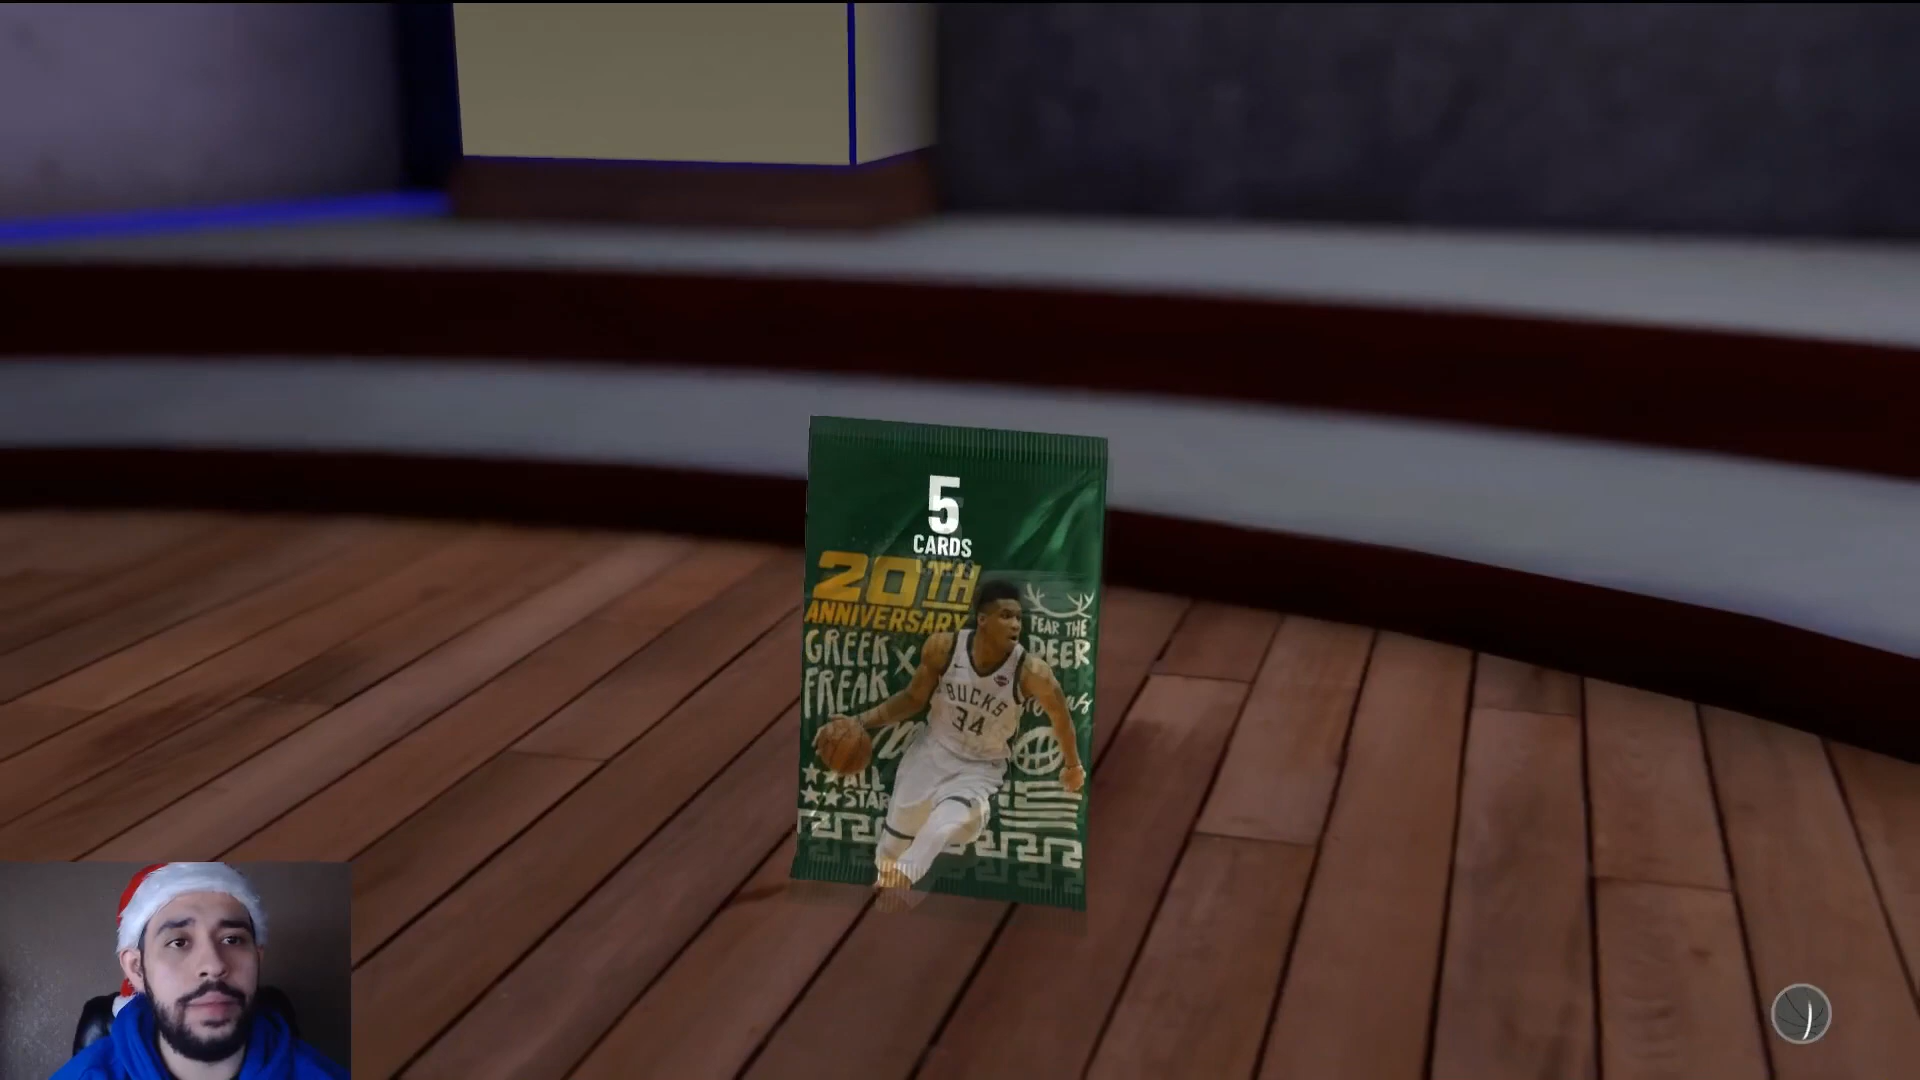 5
CARDS
20TH
ANNIVERSARY
GREEK X
FREAK
FEAR THE
DEER
BUCKS
34
ALL
STAR